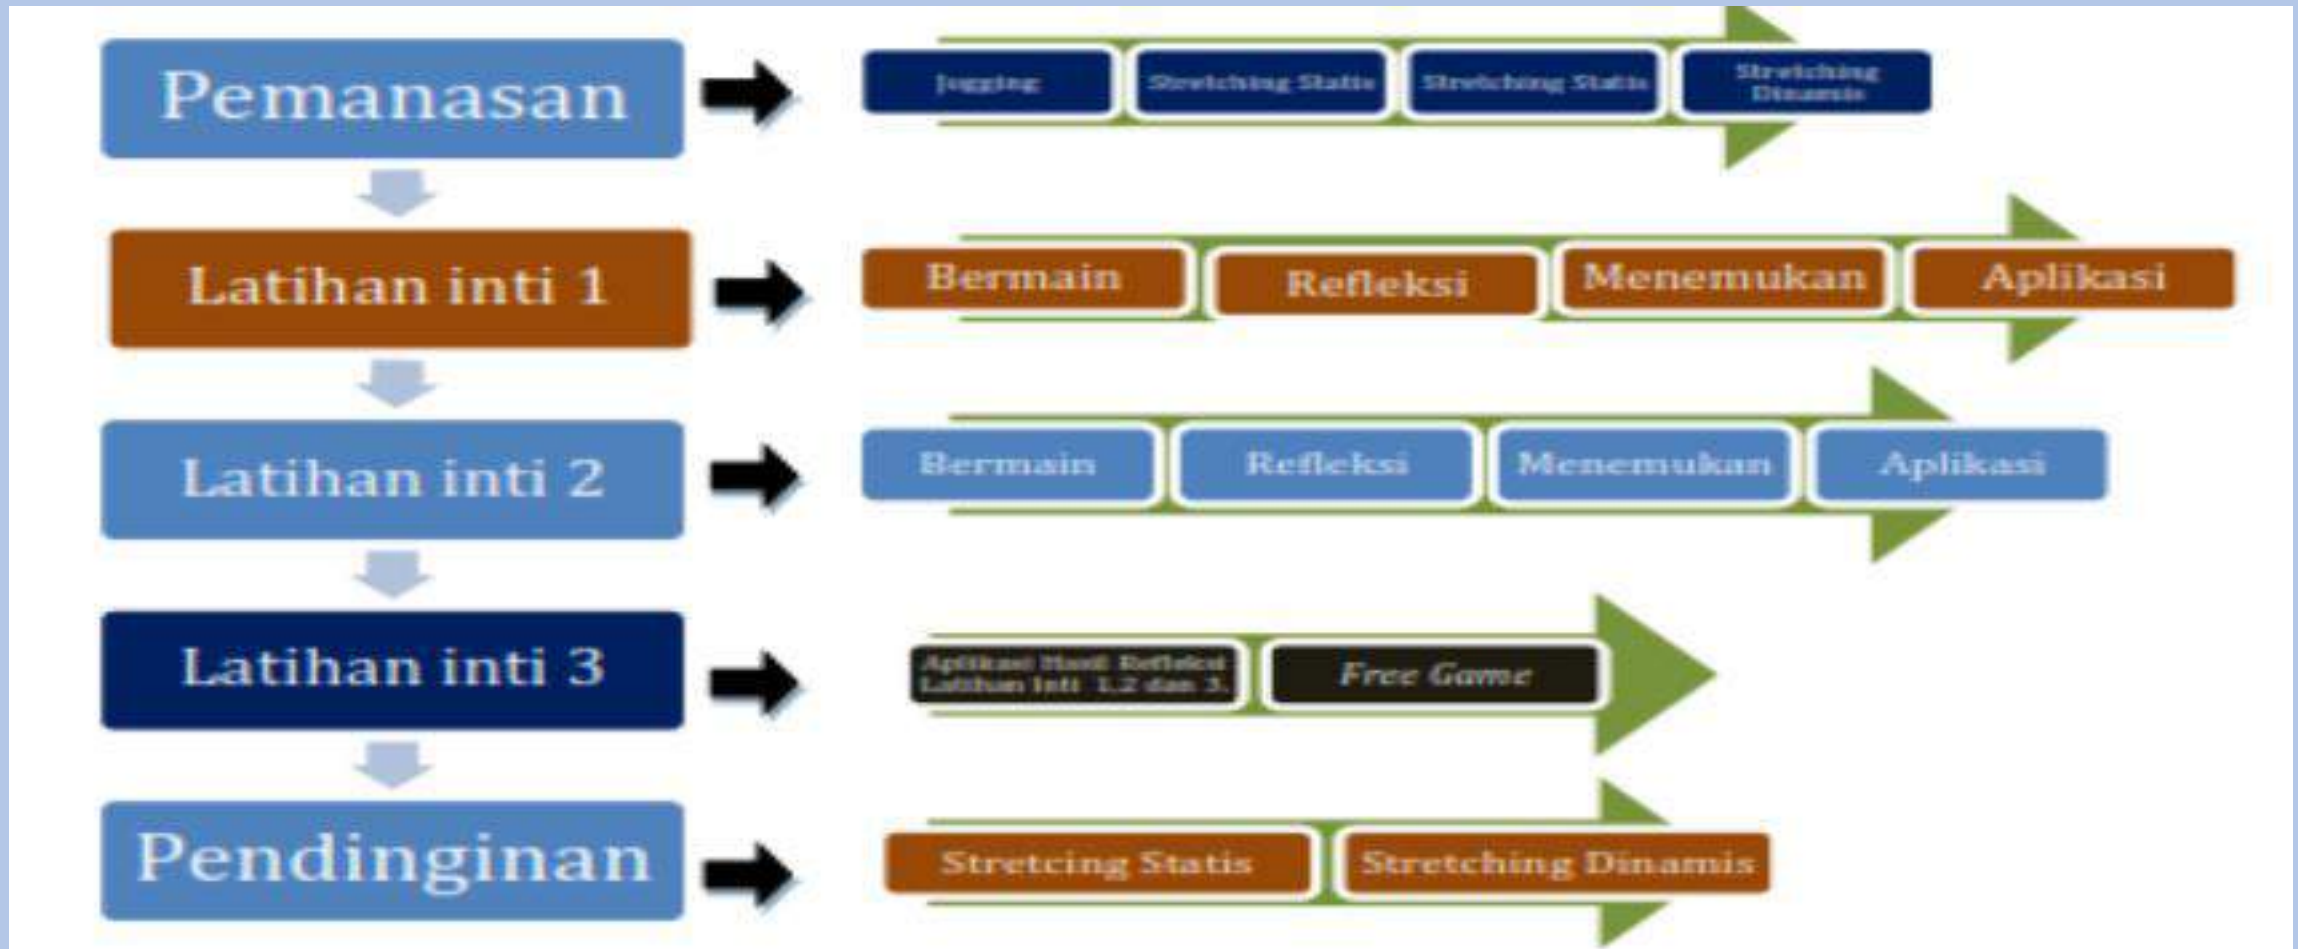 Pemanasan
Jogging
Stretching Statis
Stretching Statis
Stretching
Dinamis
Latihan inti 1
Bermain
Refleksi
Menemukan
Aplikasi
Latihan inti 2
Bermain
Refleksi
Menemukan
Aplikasi
Latihan inti 3
Aplikasi Hasil Refleksi
Latihan Inti 1,2 dan 3.
Free Game
Pendinginan
Stretcing Statis
Stretching Dinamis